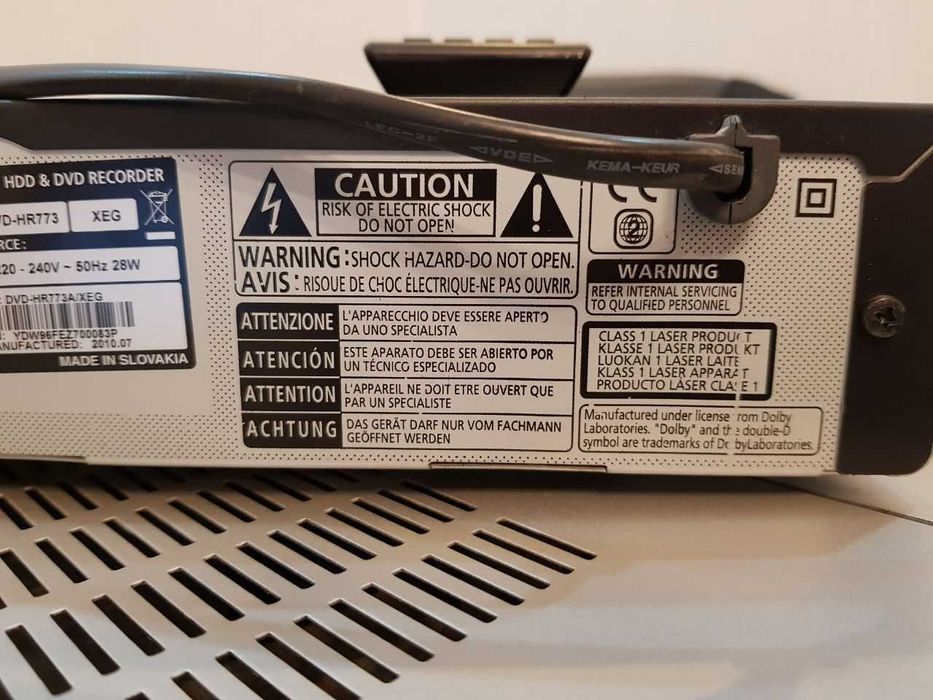 HDD & DVD RECORDER
VD-HR773
XEG
RCE:
220 - 240V ~ 50Hz 28W
: DVD-HR773A/XEG
: YDW96FEZ700083P
ANUFACTURED: 2010.07
MADE IN SLOVAKIA
CAUTION
RISK OF ELECTRIC SHOCK
DO NOT OPEN
WARNING : SHOCK HAZARD-DO NOT OPEN.
AVIS : RISQUE DE CHOC ÉLECTRIQUE-NE PAS OUVRIR.
ATTENZIONE
L'APPARECCHIO DEVE ESSERE APERTO
DA UNO SPECIALISTA
ATENCIÓN
ESTE APARATO DEBE SER ABIERTO POR
UN TÉCNICO ESPECIALIZADO
ATTENTION
L'APPAREIL NE DOIT ETRE OUVERT QUE
PAR UN SPECIALISTE
ACHTUNG
DAS GERÄT DARF NUR VOM FACHMANN
GEÖFFNET WERDEN
VDE
KEMA-KEUR
CE
2
WARNING
REFER INTERNAL SERVICING
TO QUALIFIED PERSONNEL
CLASS 1 LASER PRODUCT
KLASSE 1 LASER PRODUKT
LUOKAN 1 LASER LAITE
KLASS 1 LASER APPARAT
PRODUCTO LÁSER CLASE 1
Manufactured under license from Dolby
Laboratories. "Dolby" and the double-D
symbol are trademarks of DolbyLaboratories.